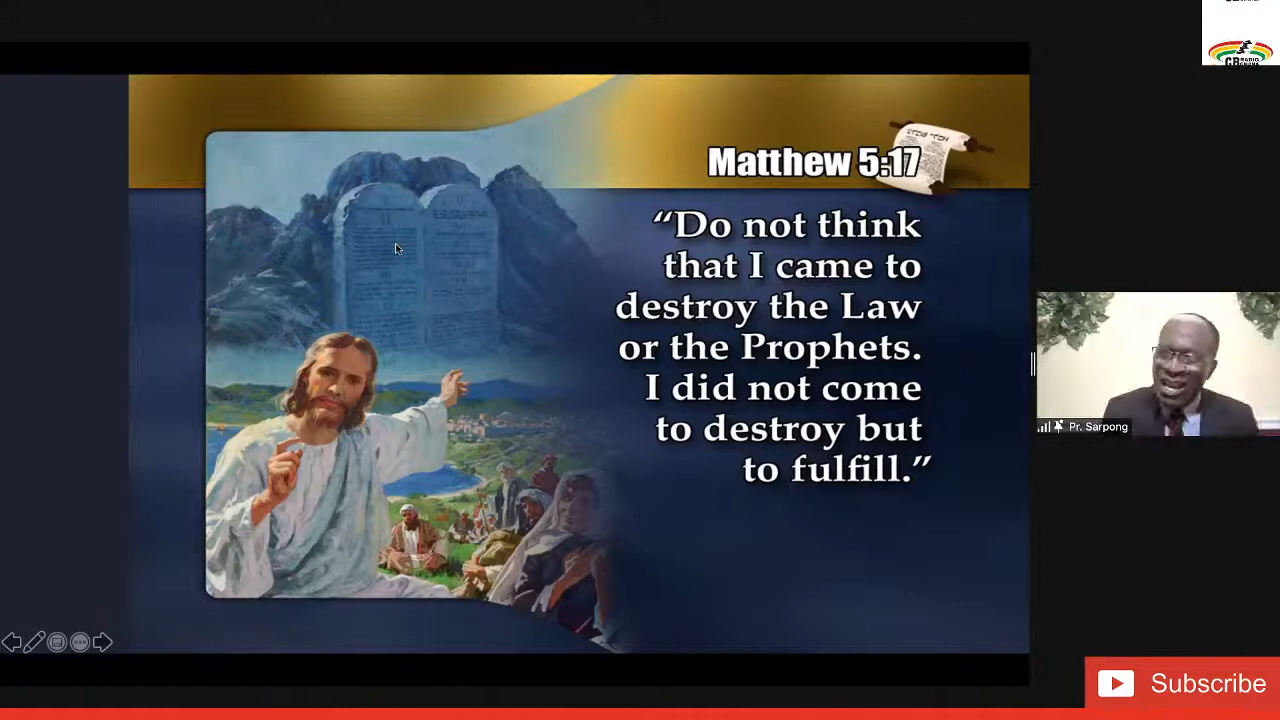 Matthew 5:17
“Do not think
that I came to
destroy the Law
or the Prophets.
I did not come
to destroy but
to fulfill.”
Pr. Sarpong
Subscribe